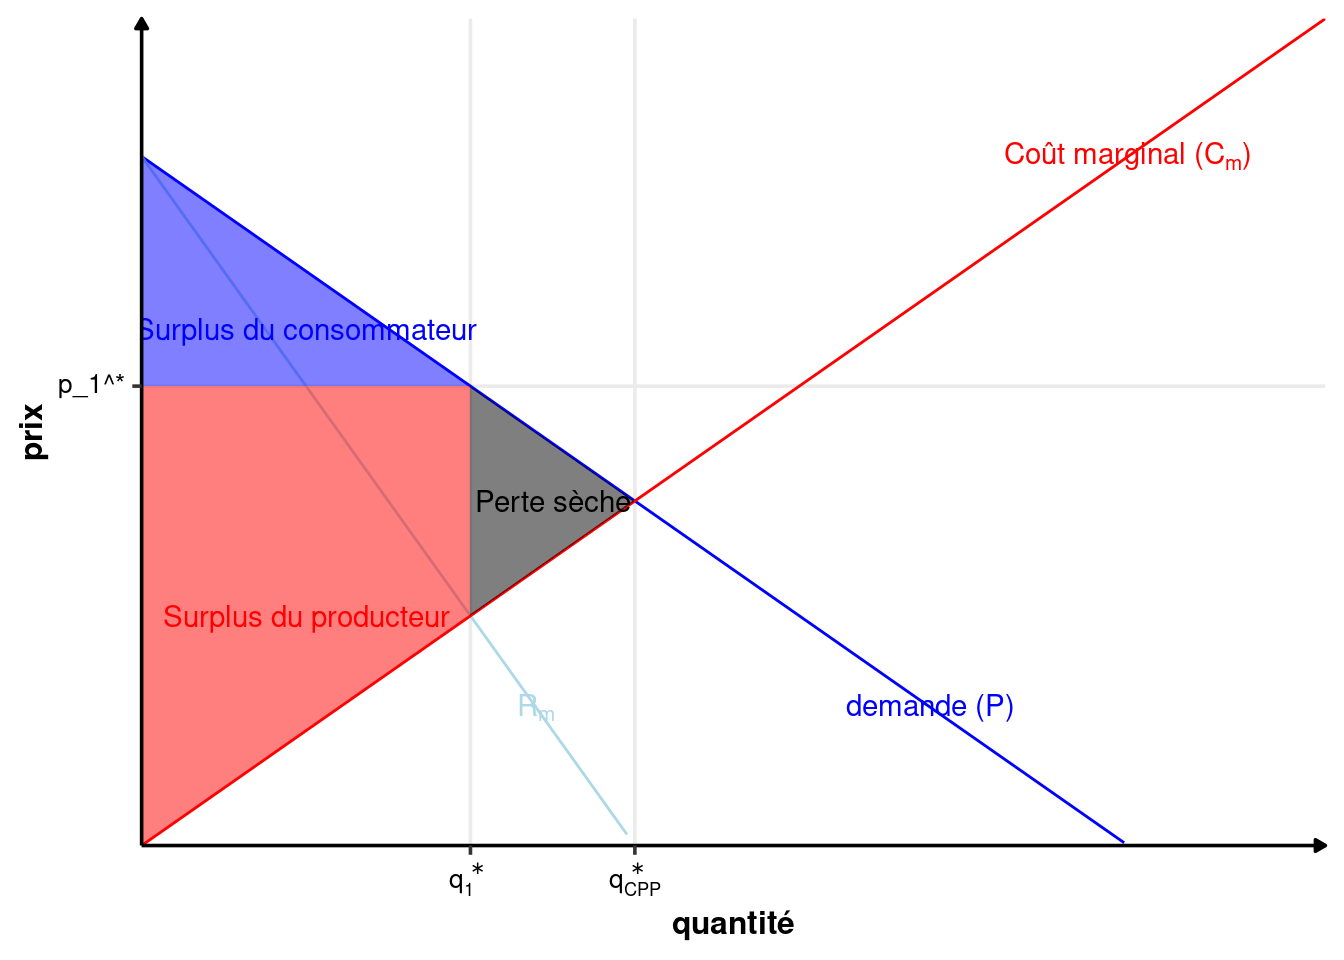 Coût marginal (Cₘ)
Surplus du consommateur
p_1^*
prix
Perte sèche
Surplus du producteur
Rₘ
demande (P)
q₁*
q*CPP
quantité